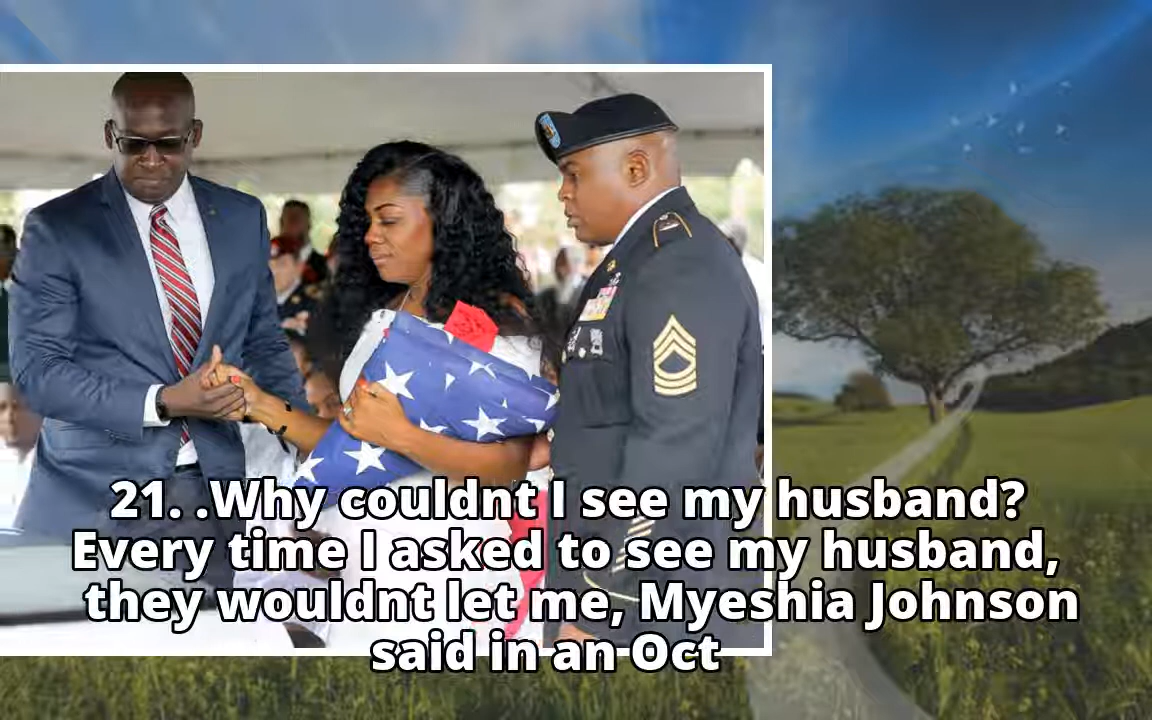 21. .Why couldnt I see my husband?
Every time I asked to see my husband,
they wouldnt let me, Myeshia Johnson
said in an Oct